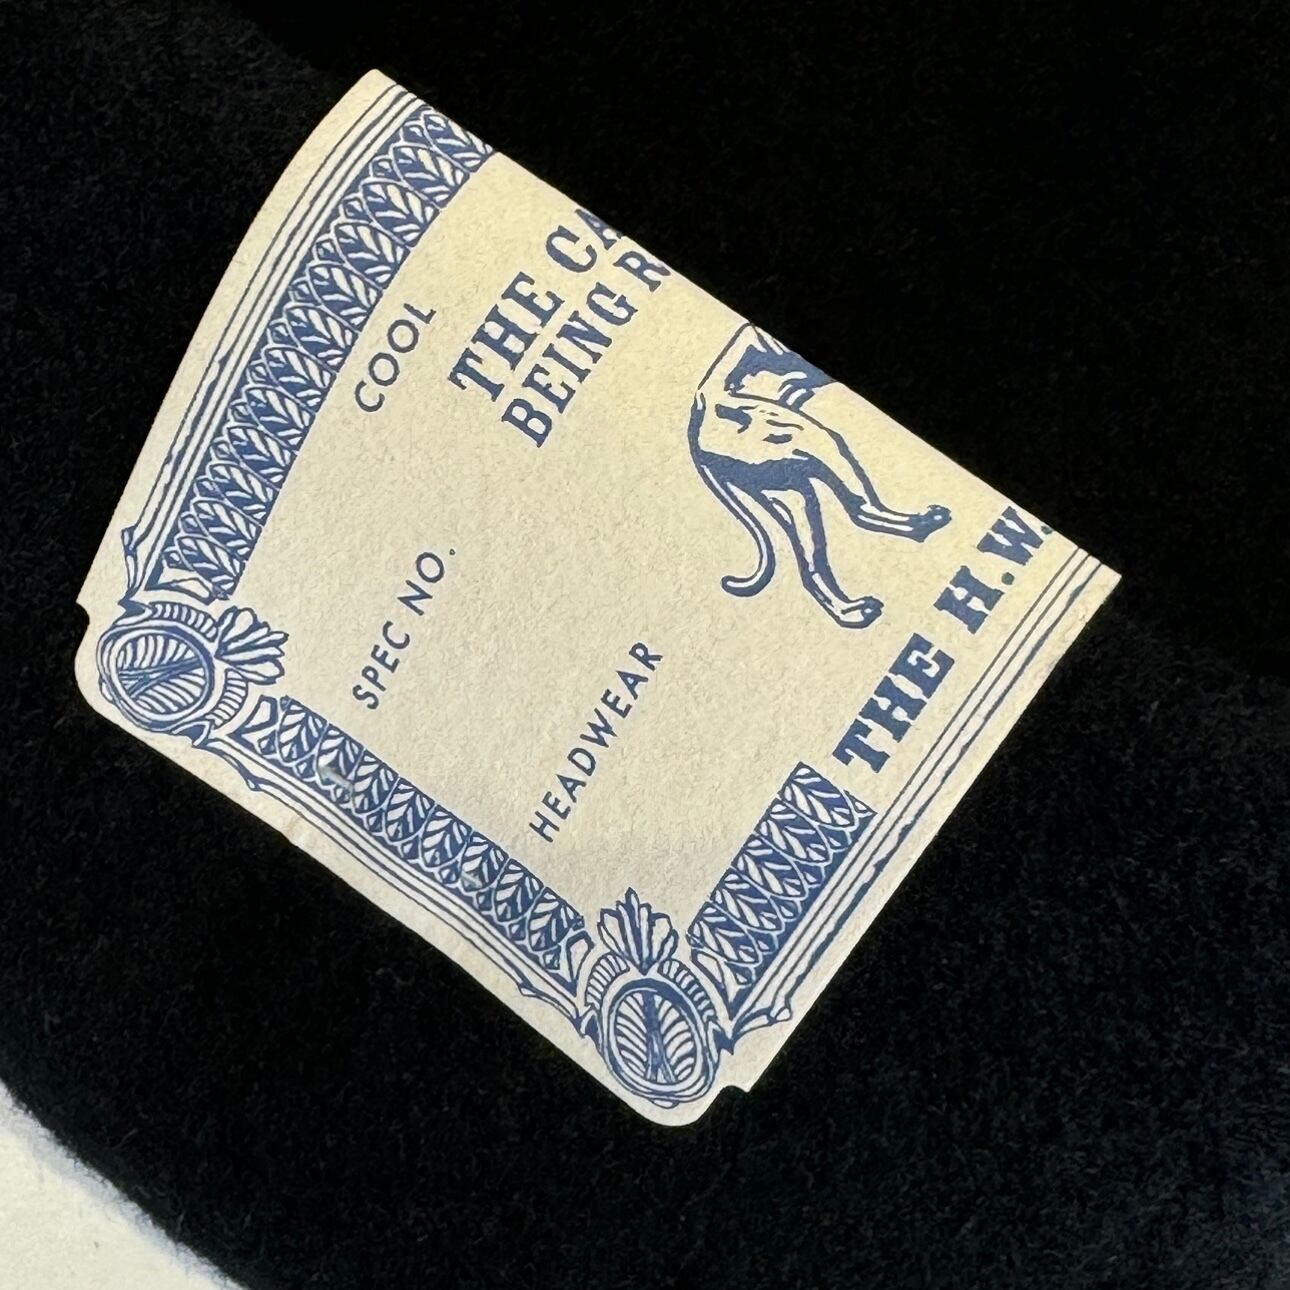 COOL
THE CA
BEING R
SPEC NO.
HEADWEAR
THE H.W.